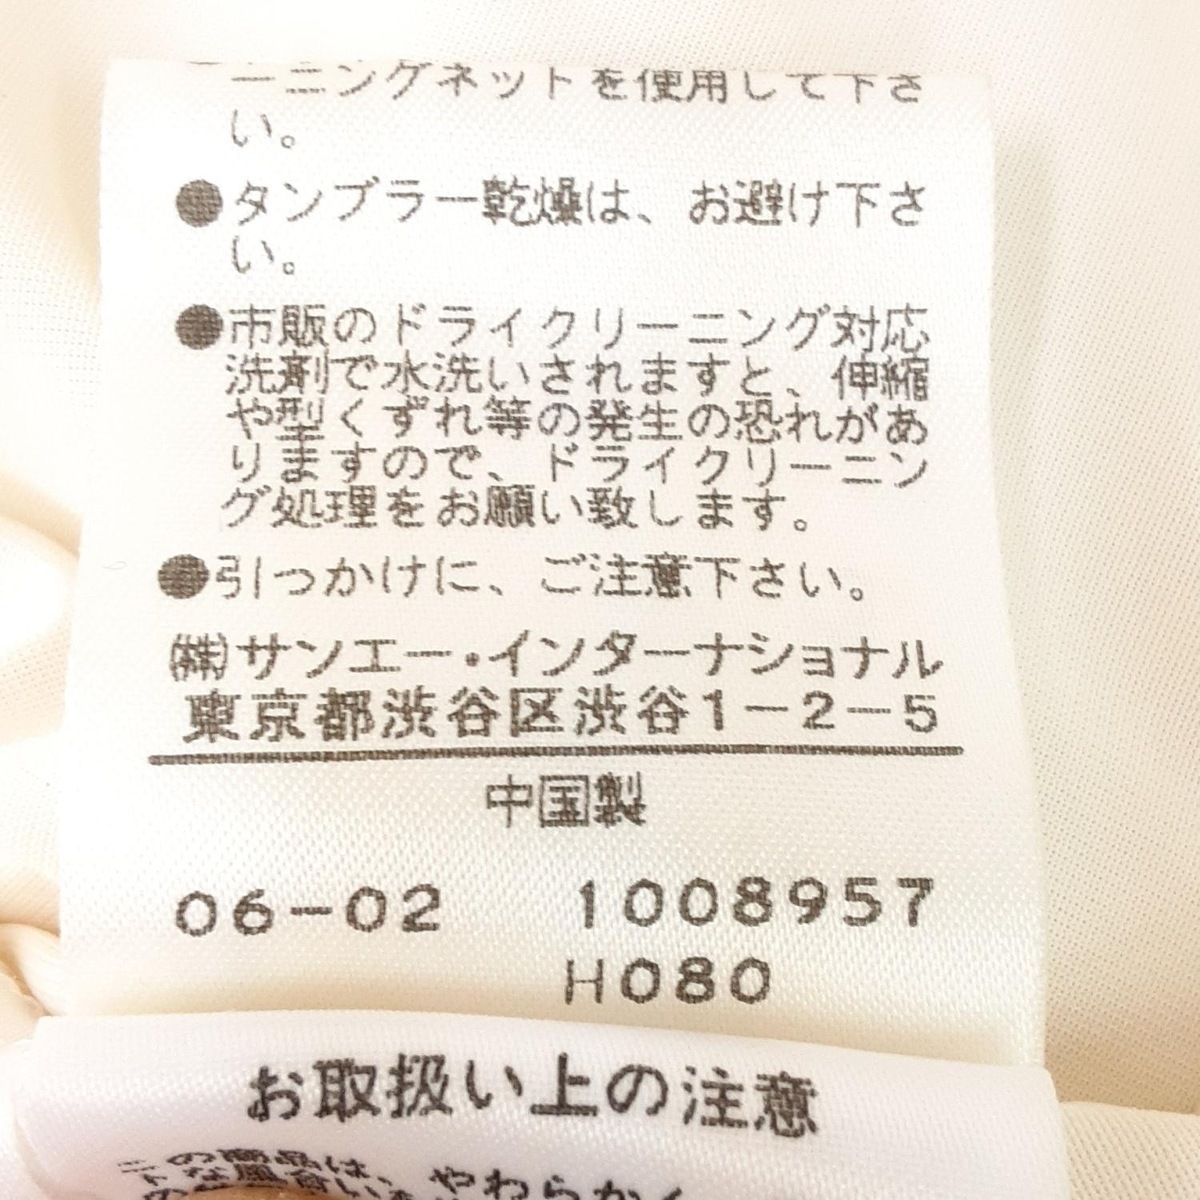 ーニングネットを使用して下さ
い。
●タンブラー乾燥は、お避け下さ
い。
●市販のドライクリーニング対応
洗剤で水洗いされますと、伸縮
や型くずれ等の発生の恐れがあ
りますので、ドライクリーニン
グ処理をお願い致します。
●引っかけに、ご注意下さい。
㈱サンエー・インターナショナル
東京都渋谷区渋谷1-2-5
中国製
06-02 1008957
H080
お取扱い上の注意
の商品は、やわらかく